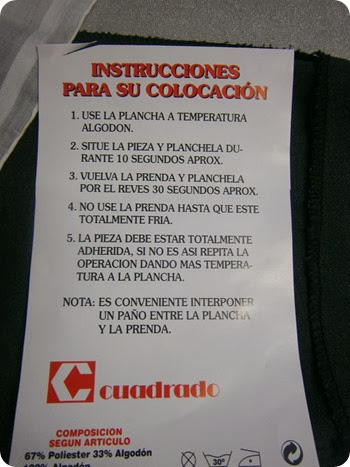 INSTRUCCIONES
PARA SU COLOCACIÓN
1. USE LA PLANCHA A TEMPERATURA
ALGODON.
2. SITUE LA PIEZA Y PLANCHELA DU-
RANTE 10 SEGUNDOS APROX.
3. VUELVA LA PRENDA Y PLANCHELA
POR EL REVES 30 SEGUNDOS APROX.
4. NO USE LA PRENDA HASTA QUE ESTE
TOTALMENTE FRIA.
5. LA PIEZA DEBE ESTAR TOTALMENTE
ADHERIDA, SI NO ES ASI REPITA LA
OPERACION DANDO MAS TEMPERA-
TURA A LA PLANCHA.
NOTA: ES CONVENIENTE INTERPONER
UN PAÑO ENTRE LA PLANCHA
Y LA PRENDA.
cuadrado
COMPOSICION
SEGUN ARTICULO
67% Poliester 33% Algodón
100% Algodón
30°